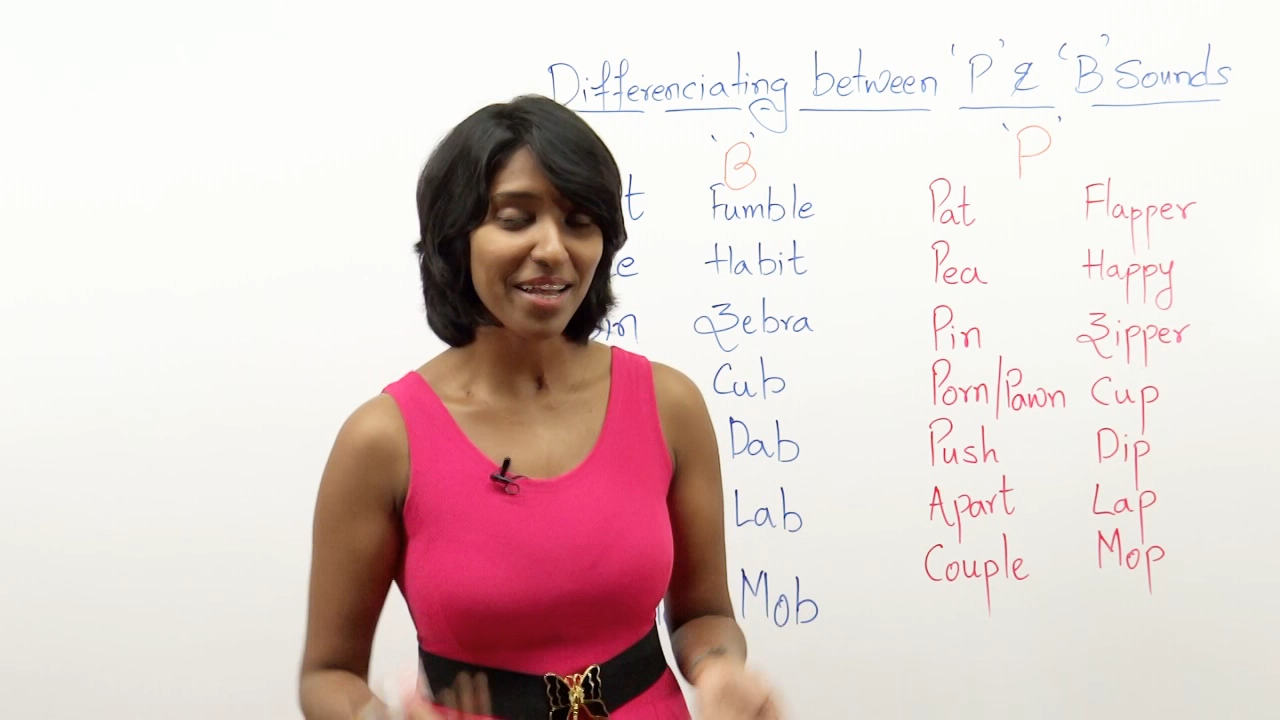 Differenciating between 'P' & 'B' Sounds
'B' 'P'
Fumble Pat Flapper
Habit Pea Happy
Zebra Pin Zipper
Cub Porn/Pawn Cup
Dab Push Dip
Lab Apart Lap
Mob Couple Mop